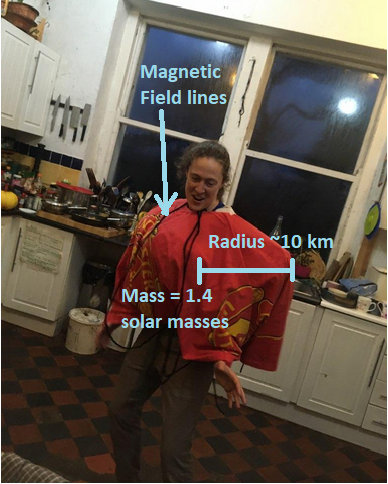 Magnetic
Field lines
Radius ~10 km
Mass = 1.4
solar masses